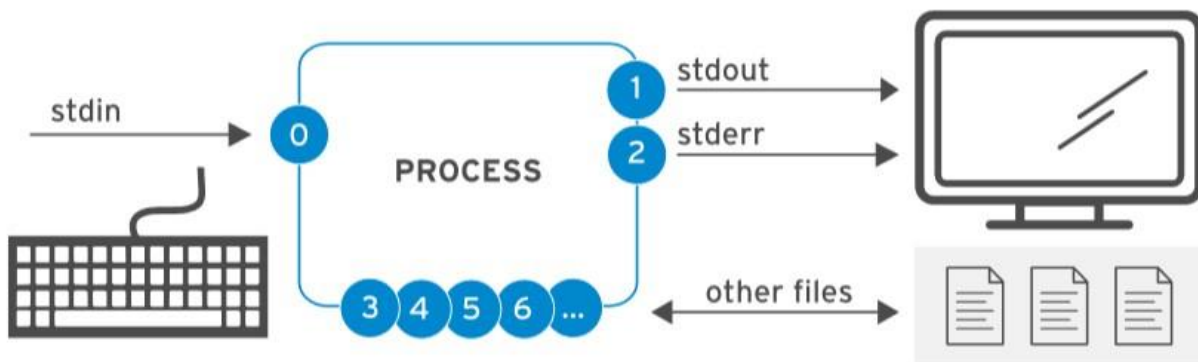 stdin
0
PROCESS
1
stdout
2
stderr
3 4 5 6 ...
other files